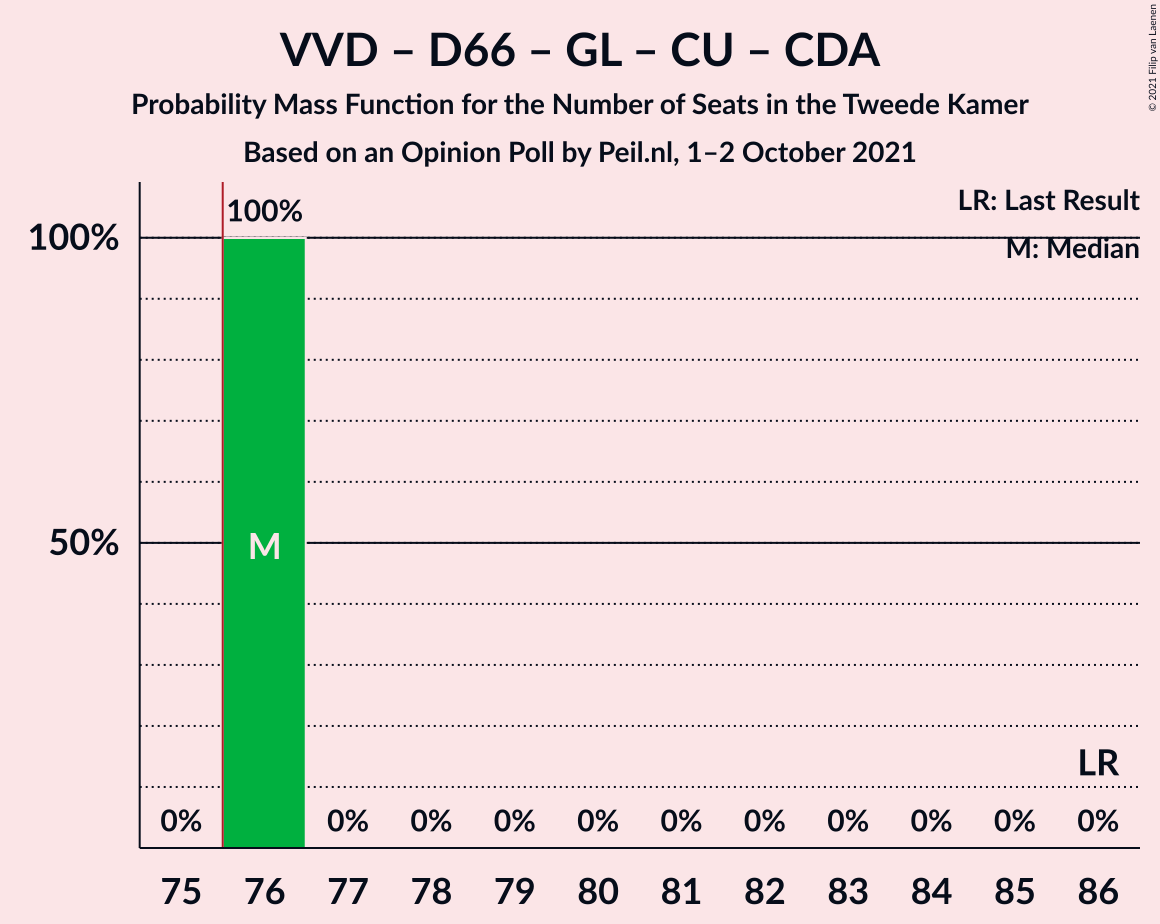 VVD – D66 – GL – CU – CDA
Probability Mass Function for the Number of Seats in the Tweede Kamer
Based on an Opinion Poll by Peil.nl, 1–2 October 2021
© 2021 Filip van Laenen
LR: Last Result
M: Median
100%
100%
50%
M
LR
0% 0% 0% 0% 0% 0% 0% 0% 0% 0% 0%
75 76 77 78 79 80 81 82 83 84 85 86